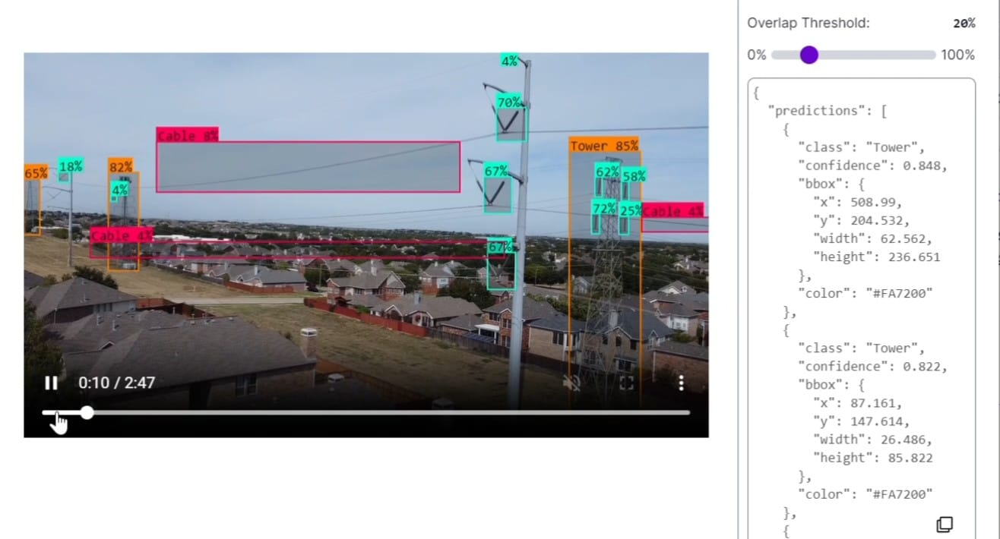 Overlap Threshold: 20%
0% 100%
4%
70%
Cable 8%
Tower 85%
65% 18% 82% 67% 62% 58%
4%
72% 25% Cable 4%
Cable 4% 67%
0:10 / 2:47
{
"predictions": [
{
"class": "Tower",
"confidence": 0.848,
"bbox": {
"x": 508.99,
"y": 204.532,
"width": 62.562,
"height": 236.651
},
"color": "#FA7200"
},
{
"class": "Tower",
"confidence": 0.822,
"bbox": {
"x": 87.161,
"y": 147.614,
"width": 26.486,
"height": 85.822
},
"color": "#FA7200"
},
{